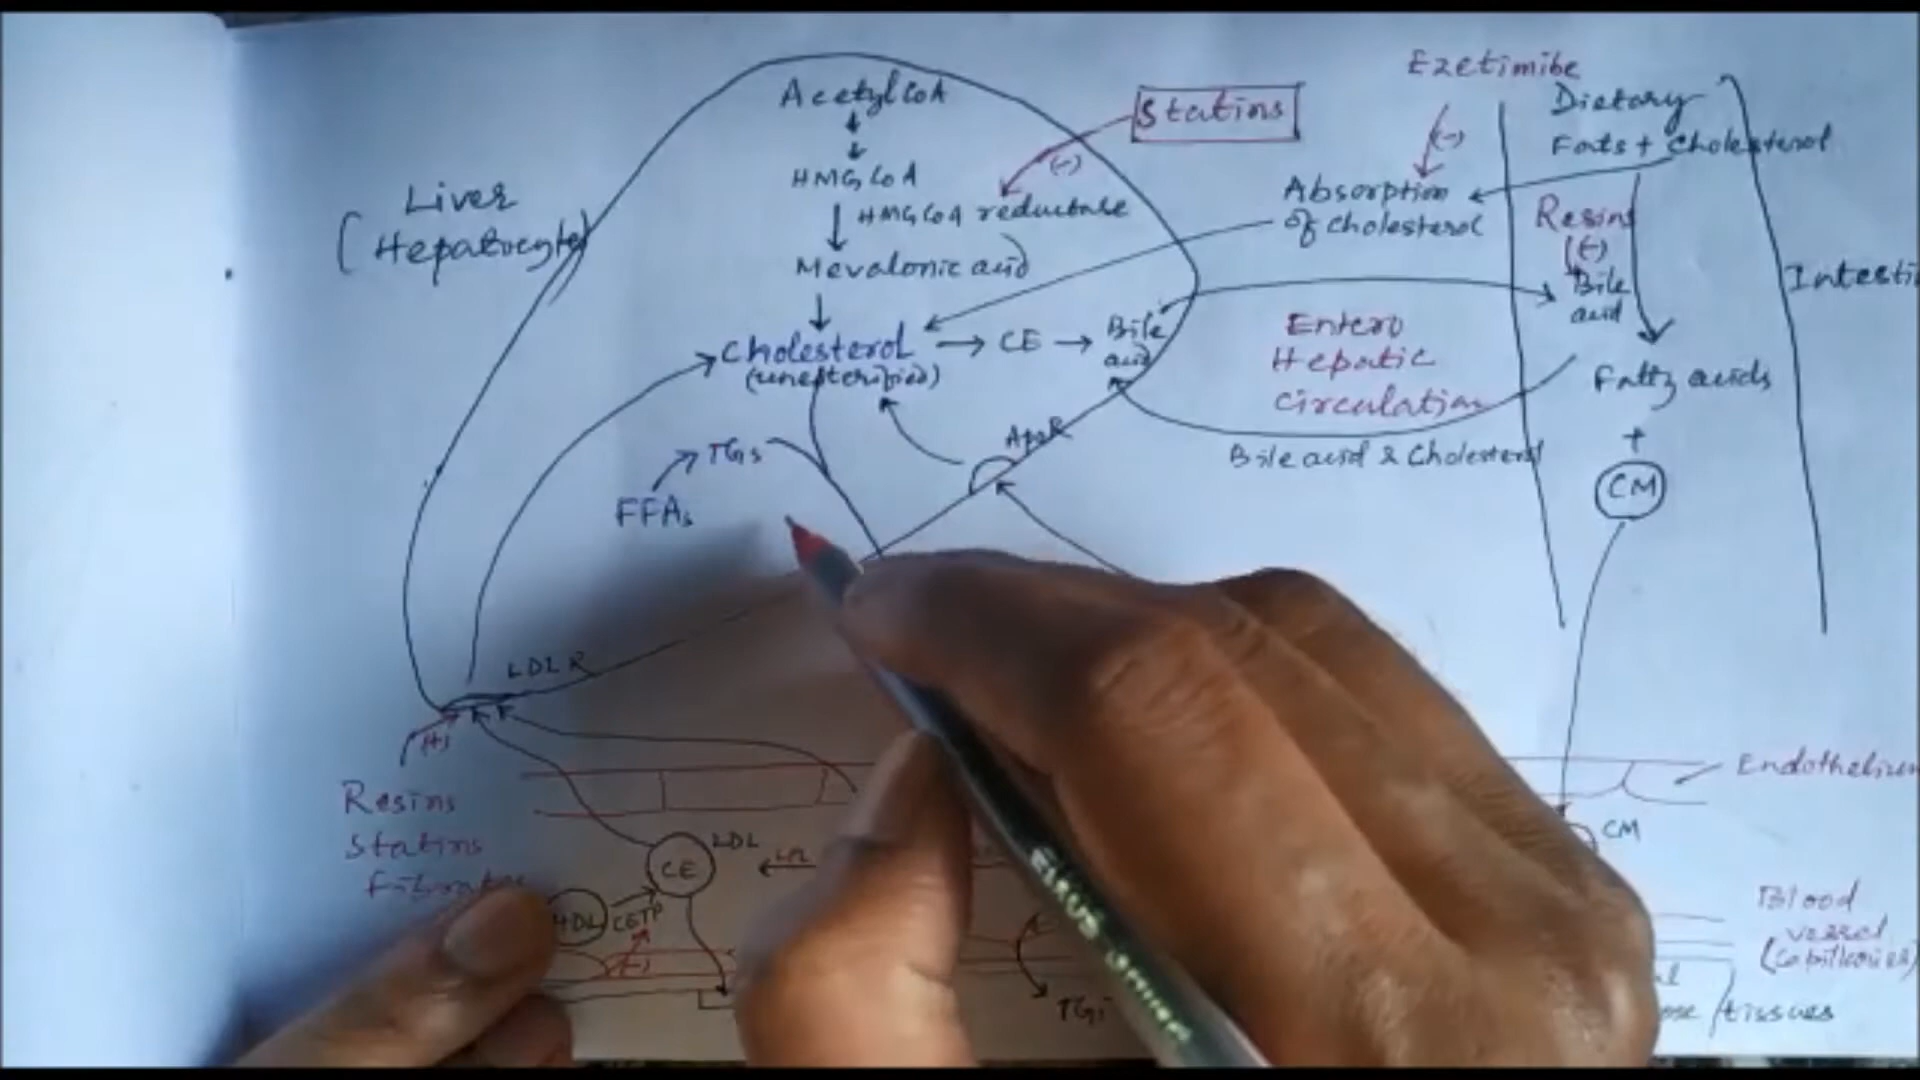 Ezetimibe
Acetyl CoA
Statins
Dietary
Fats + Cholesterol
(-)
(-)
HMG CoA
Liver
(Hepatocyte)
HMG CoA reductase
Absorption
of cholesterol
Resins
(-)
Mevalonic acid
Bile
acid
Cholesterol
(unesterified)
→ CE →
Bile
acid
Entero
Hepatic
circulation
Fatty acids
+
CM
TGs
FFAs
Bile acid & Cholesterol
LDL R
(+)
Resins
Statins
Endothelium
LDL
CE
CM
HDL
CETP
(-)
Blood
vessel
(capillaries)
TGs
/tissues